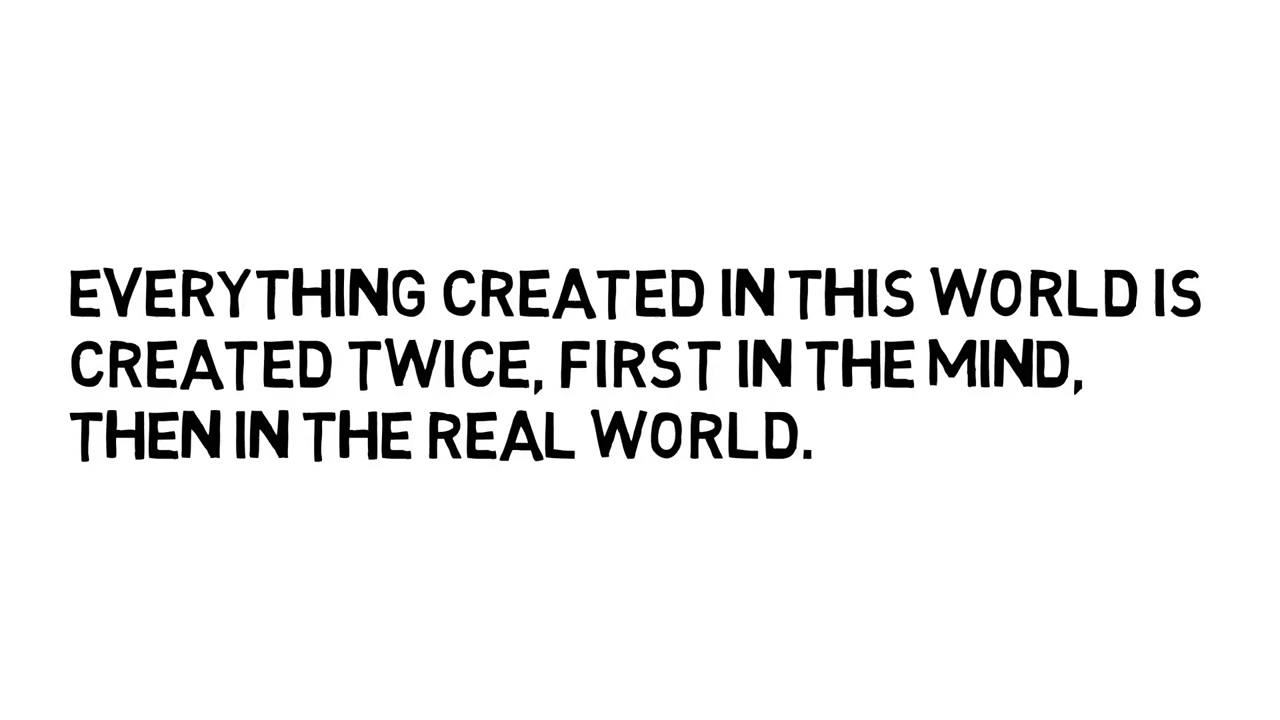 EVERYTHING CREATED IN THIS WORLD IS
CREATED TWICE, FIRST IN THE MIND,
THEN IN THE REAL WORLD.